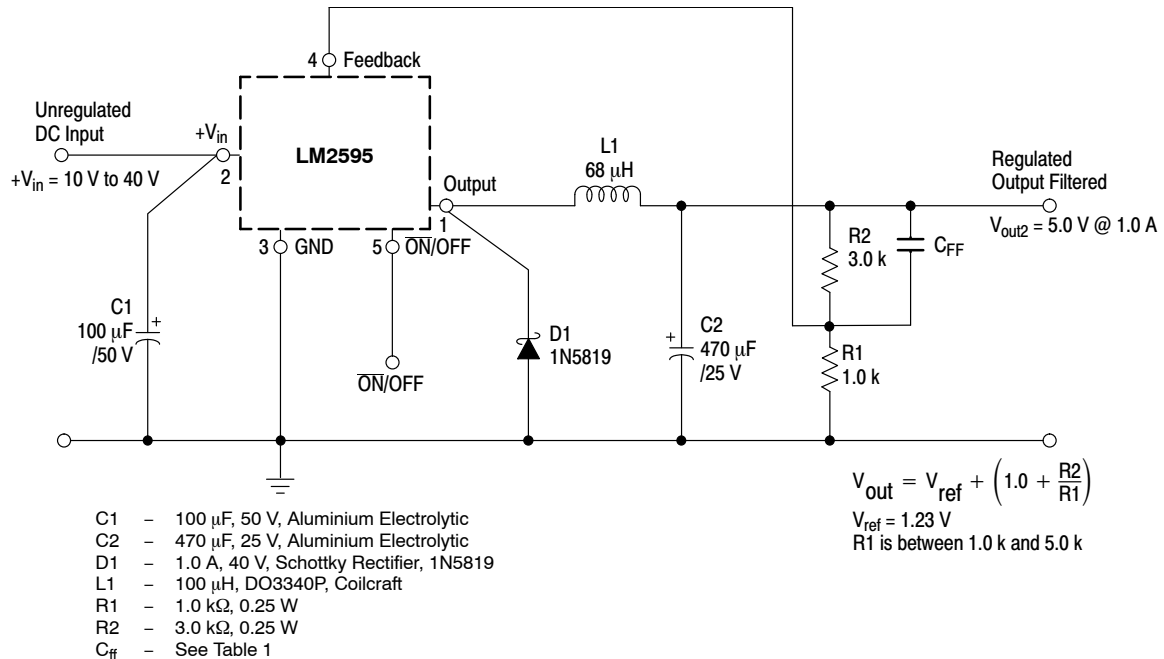 4 Feedback
Unregulated
DC Input
+Vin
LM2595
L1
68 μH
Regulated
Output Filtered
+Vin = 10 V to 40 V
2
Output
1
Vout2 = 5.0 V @ 1.0 A
3 GND
5 ON/OFF
R2
3.0 k
CFF
C1
100 μF
/50 V
+
D1
1N5819
+
C2
470 μF
/25 V
R1
1.0 k
ON/OFF
Vout = Vref + (1.0 + R2/R1)
Vref = 1.23 V
R1 is between 1.0 k and 5.0 k
C1 – 100 μF, 50 V, Aluminium Electrolytic
C2 – 470 μF, 25 V, Aluminium Electrolytic
D1 – 1.0 A, 40 V, Schottky Rectifier, 1N5819
L1 – 100 μH, DO3340P, Coilcraft
R1 – 1.0 kΩ, 0.25 W
R2 – 3.0 kΩ, 0.25 W
Cff – See Table 1